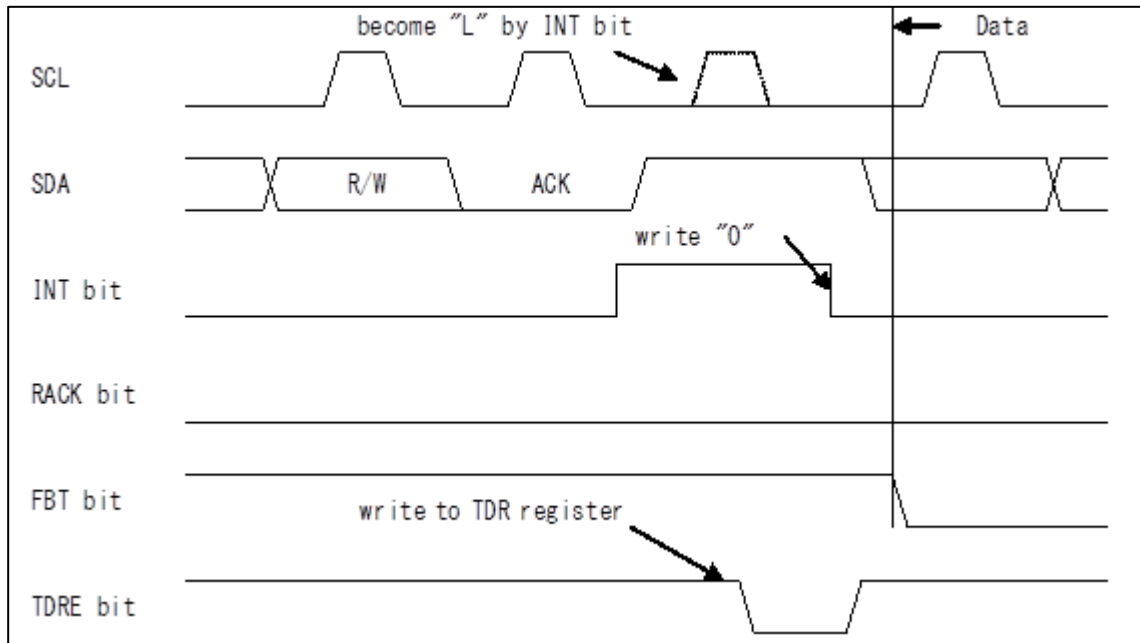 become "L" by INT bit
Data
SCL
SDA
R/W
ACK
write "0"
INT bit
RACK bit
FBT bit
write to TDR register
TDRE bit